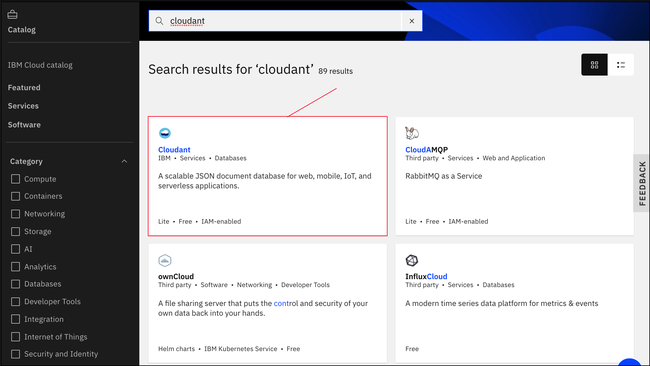 Catalog
IBM Cloud catalog
Featured
Services
Software
Category
Compute
Containers
Networking
Storage
AI
Analytics
Databases
Developer Tools
Integration
Internet of Things
Security and Identity
cloudant
Search results for ‘cloudant’ 89 results
Cloudant
IBM • Services • Databases
A scalable JSON document database for web, mobile, IoT, and
serverless applications.
Lite • Free • IAM-enabled
CloudAMQP
Third party • Services • Web and Application
RabbitMQ as a Service
Lite • Free • IAM-enabled
ownCloud
Third party • Software • Networking • Developer Tools
A file sharing server that puts the control and security of your
own data back into your hands.
Helm charts • IBM Kubernetes Service • Free
InfluxCloud
Third party • Services • Databases
A modern time series data platform for metrics & events
Free
FEEDBACK